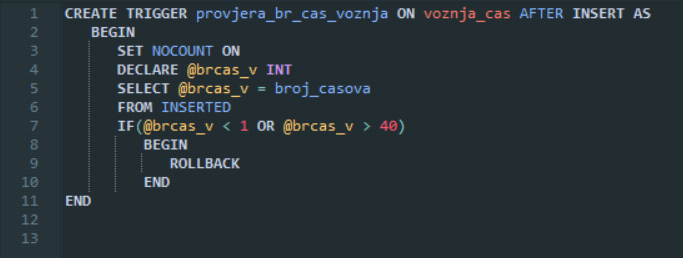 1 CREATE TRIGGER provjera_br_cas_voznja ON voznja_cas AFTER INSERT AS
2 BEGIN
3 SET NOCOUNT ON
4 DECLARE @brcas_v INT
5 SELECT @brcas_v = broj_casova
6 FROM INSERTED
7 IF(@brcas_v < 1 OR @brcas_v > 40)
8 BEGIN
9 ROLLBACK
10 END
11 END
12
13